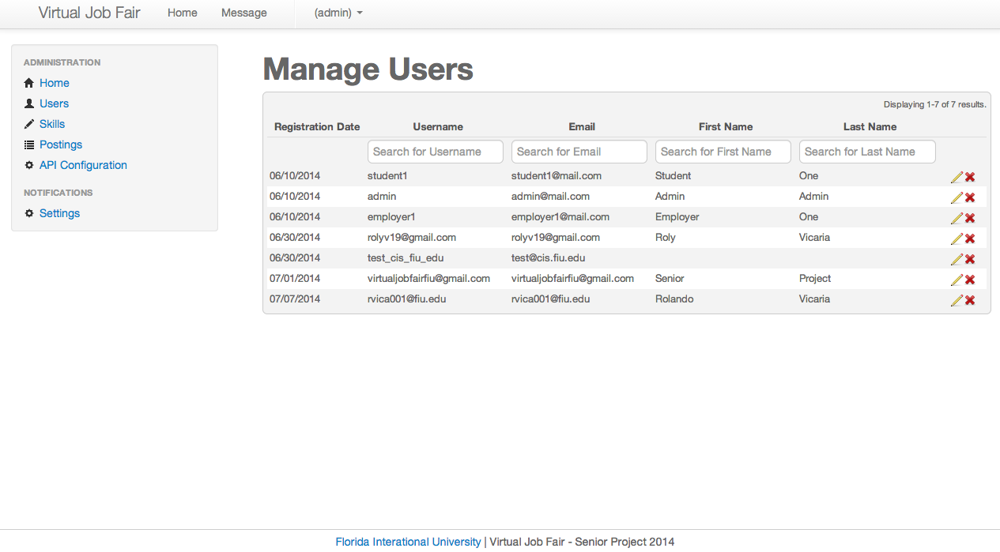 Virtual Job Fair Home Message (admin)
ADMINISTRATION
Home
Users
Skills
Postings
API Configuration
NOTIFICATIONS
Settings
Manage Users
Displaying 1-7 of 7 results.
Registration Date Username Email First Name Last Name
Search for Username Search for Email Search for First Name Search for Last Name
06/10/2014 student1 student1@mail.com Student One
06/10/2014 admin admin@mail.com Admin Admin
06/10/2014 employer1 employer1@mail.com Employer One
06/30/2014 rolyv19@gmail.com rolyv19@gmail.com Roly Vicaria
06/30/2014 test_cis_fiu_edu test@cis.fiu.edu
07/01/2014 virtualjobfairfiu@gmail.com virtualjobfairfiu@gmail.com Senior Project
07/07/2014 rvica001@fiu.edu rvica001@fiu.edu Rolando Vicaria
Florida Interational University | Virtual Job Fair - Senior Project 2014